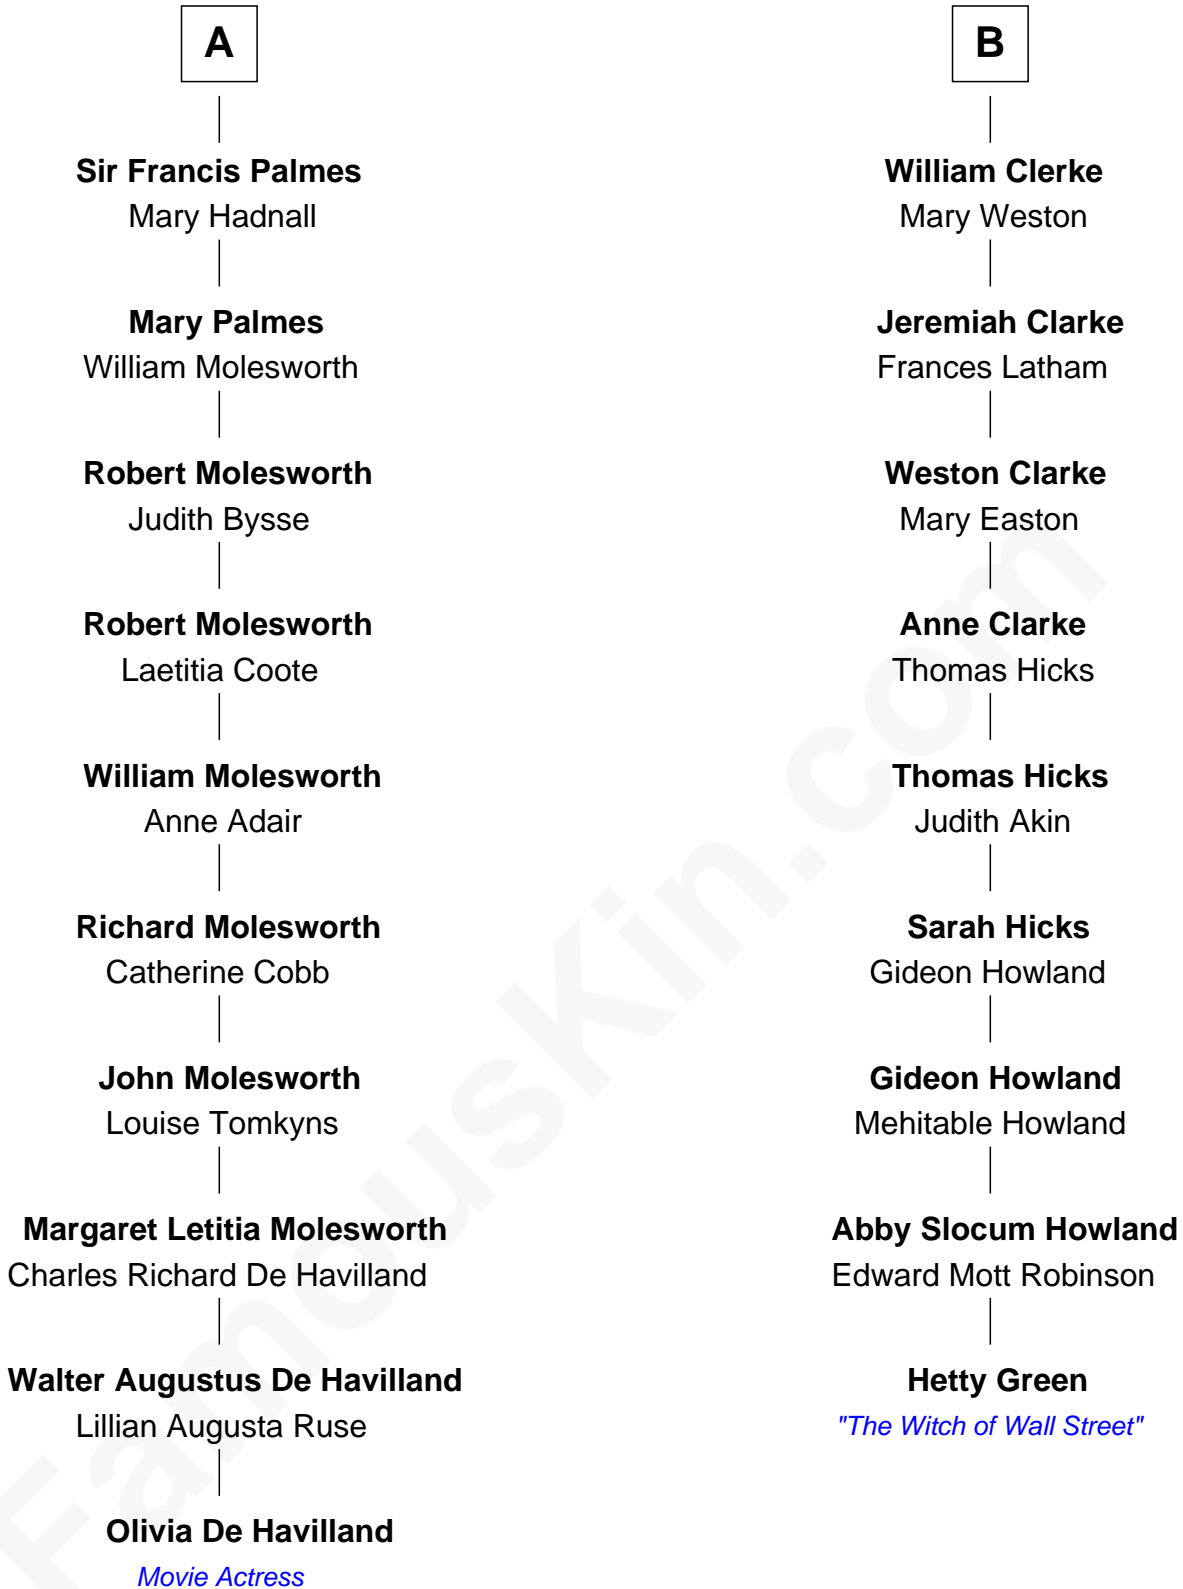 A
Sir Francis Palmes
Mary Hadnall
Mary Palmes
William Molesworth
Robert Molesworth
Judith Bysse
Robert Molesworth
Laetitia Coote
William Molesworth
Anne Adair
Richard Molesworth
Catherine Cobb
John Molesworth
Louise Tomkyns
Margaret Letitia Molesworth
Charles Richard De Havilland
Walter Augustus De Havilland
Lillian Augusta Ruse
Olivia De Havilland
Movie Actress
B
William Clerke
Mary Weston
Jeremiah Clarke
Frances Latham
Weston Clarke
Mary Easton
Anne Clarke
Thomas Hicks
Thomas Hicks
Judith Akin
Sarah Hicks
Gideon Howland
Gideon Howland
Mehitable Howland
Abby Slocum Howland
Edward Mott Robinson
Hetty Green
"The Witch of Wall Street"
FamousKin.com